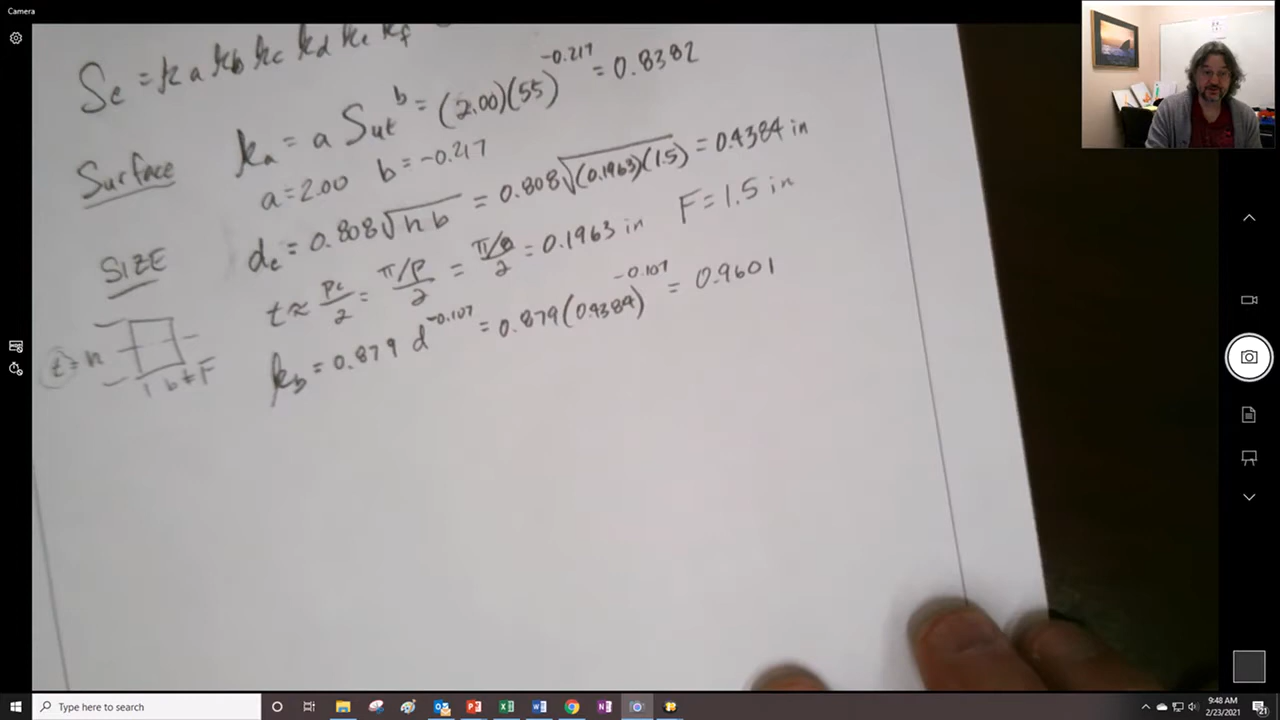 Camera
Se = ka kb kc kd ke kf
Surface
ka = a Sut^b = (2.00)(55)^-0.217 = 0.8382
a = 2.00 b = -0.217
SIZE
de = 0.808√hb = 0.808√(0.1963)(1.5) = 0.4384 in
t ≈ pc/2 = π/P/2 = π/8/2 = 0.1963 in F = 1.5 in
kb = 0.879 d^-0.107 = 0.879(0.4384)^-0.107 = 0.9601
t = h
b = F
Type here to search
9:48 AM
2/23/2021
21